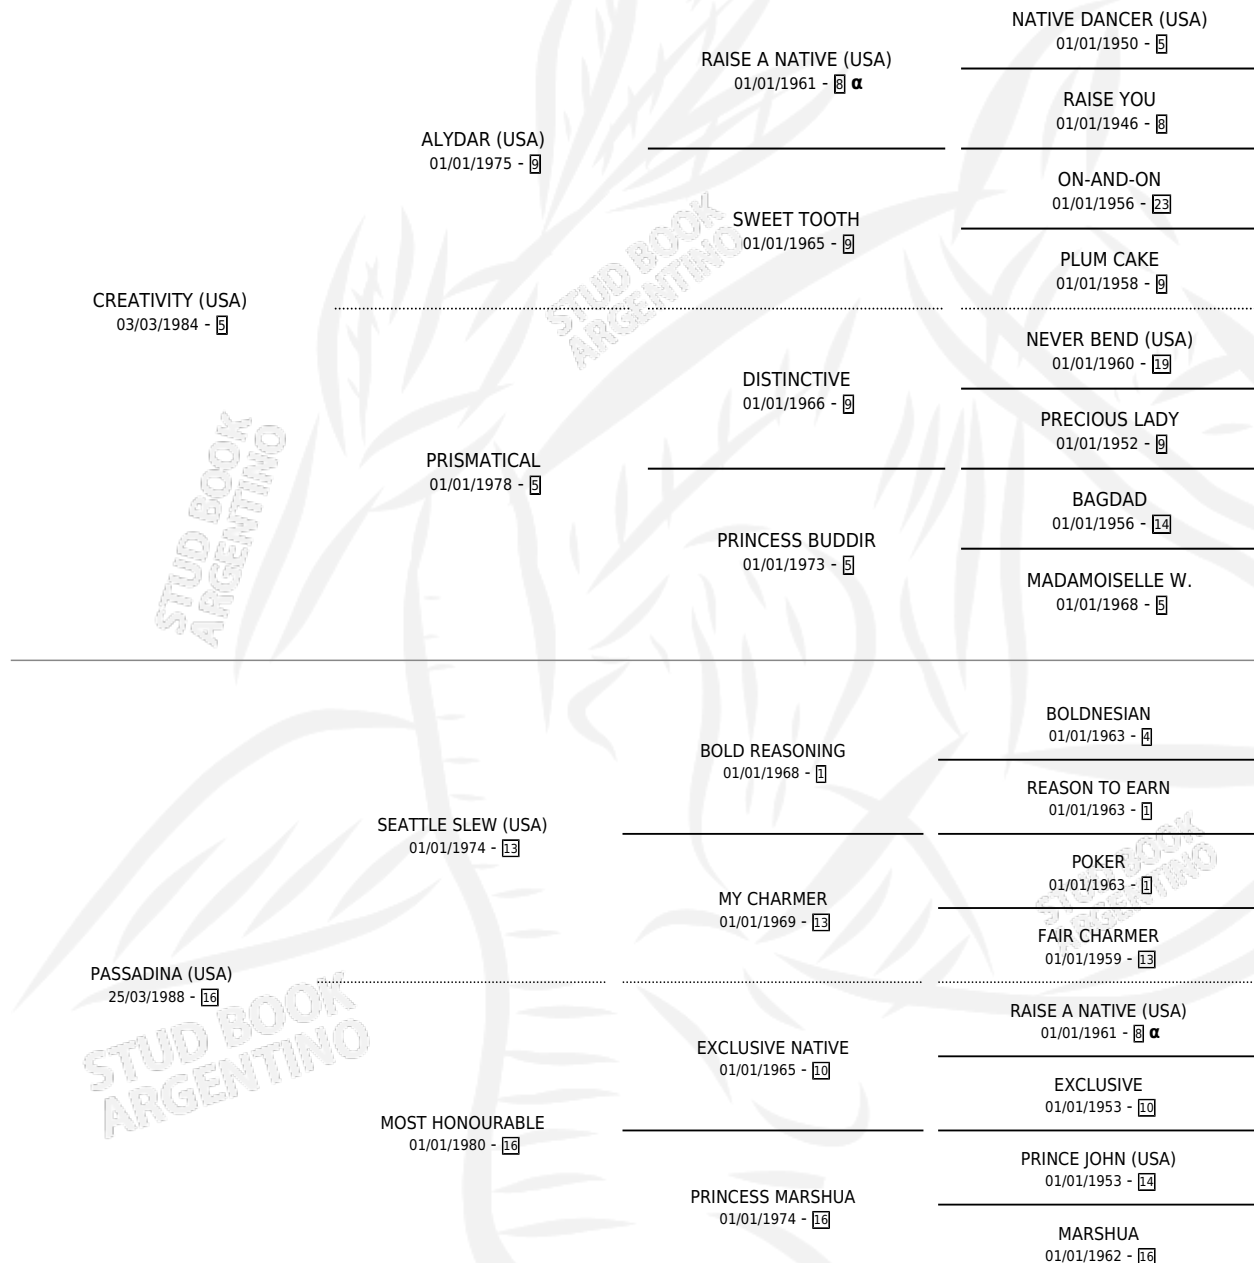 NATIVE DANCER (USA)
01/01/1950 - 5
RAISE A NATIVE (USA)
01/01/1961 - 8 α
RAISE YOU
01/01/1946 - 8
ALYDAR (USA)
01/01/1975 - 9
ON-AND-ON
01/01/1956 - 23
SWEET TOOTH
01/01/1965 - 9
PLUM CAKE
01/01/1958 - 9
CREATIVITY (USA)
03/03/1984 - 5
NEVER BEND (USA)
01/01/1960 - 19
DISTINCTIVE
01/01/1966 - 9
PRECIOUS LADY
01/01/1952 - 9
PRISMATICAL
01/01/1978 - 5
BAGDAD
01/01/1956 - 14
PRINCESS BUDDIR
01/01/1973 - 5
MADAMOISELLE W.
01/01/1968 - 5
BOLDNESIAN
01/01/1963 - 4
BOLD REASONING
01/01/1968 - 1
REASON TO EARN
01/01/1963 - 1
SEATTLE SLEW (USA)
01/01/1974 - 13
POKER
01/01/1963 - 1
MY CHARMER
01/01/1969 - 13
FAIR CHARMER
01/01/1959 - 13
PASSADINA (USA)
25/03/1988 - 16
RAISE A NATIVE (USA)
01/01/1961 - 8 α
EXCLUSIVE NATIVE
01/01/1965 - 10
EXCLUSIVE
01/01/1953 - 10
MOST HONOURABLE
01/01/1980 - 16
PRINCE JOHN (USA)
01/01/1953 - 14
PRINCESS MARSHUA
01/01/1974 - 16
MARSHUA
01/01/1962 - 16
STUD BOOK
ARGENTINO
STUD BOOK
ARGENTINO
STUD BOOK
ARGENTINO
STUD BOOK
ARGENTINO